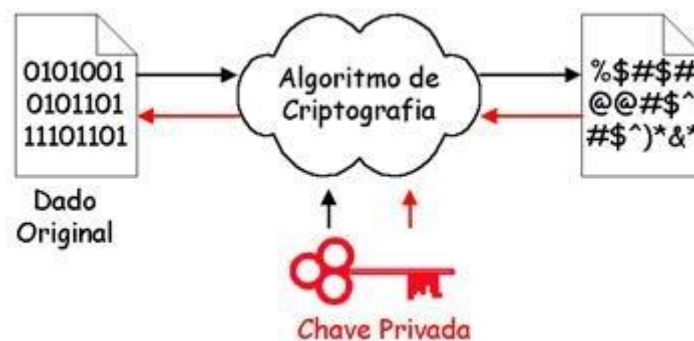 0101001
0101101
11101101
Dado
Original
Algoritmo de
Criptografia
%$#$#
@@#$^
#$^)*&*
Chave Privada